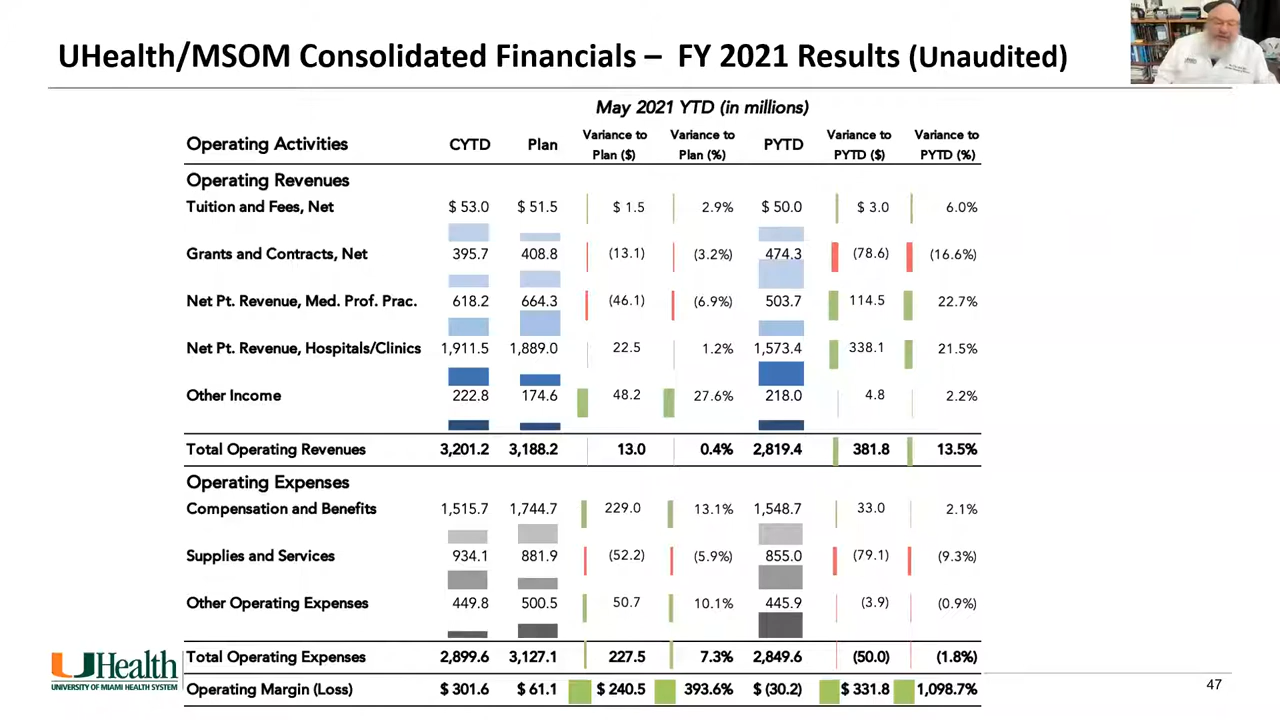 UHealth/MSOM Consolidated Financials – FY 2021 Results (Unaudited)
May 2021 YTD (in millions)
Operating Activities CYTD Plan Variance to Plan ($) Variance to Plan (%) PYTD Variance to PYTD ($) Variance to PYTD (%)
Operating Revenues
Tuition and Fees, Net $ 53.0 $ 51.5 $ 1.5 2.9% $ 50.0 $ 3.0 6.0%
Grants and Contracts, Net 395.7 408.8 (13.1) (3.2%) 474.3 (78.6) (16.6%)
Net Pt. Revenue, Med. Prof. Prac. 618.2 664.3 (46.1) (6.9%) 503.7 114.5 22.7%
Net Pt. Revenue, Hospitals/Clinics 1,911.5 1,889.0 22.5 1.2% 1,573.4 338.1 21.5%
Other Income 222.8 174.6 48.2 27.6% 218.0 4.8 2.2%
Total Operating Revenues 3,201.2 3,188.2 13.0 0.4% 2,819.4 381.8 13.5%
Operating Expenses
Compensation and Benefits 1,515.7 1,744.7 229.0 13.1% 1,548.7 33.0 2.1%
Supplies and Services 934.1 881.9 (52.2) (5.9%) 855.0 (79.1) (9.3%)
Other Operating Expenses 449.8 500.5 50.7 10.1% 445.9 (3.9) (0.9%)
Total Operating Expenses 2,899.6 3,127.1 227.5 7.3% 2,849.6 (50.0) (1.8%)
Operating Margin (Loss) $ 301.6 $ 61.1 $ 240.5 393.6% $ (30.2) $ 331.8 1,098.7%
UHealth
UNIVERSITY OF MIAMI HEALTH SYSTEM
47